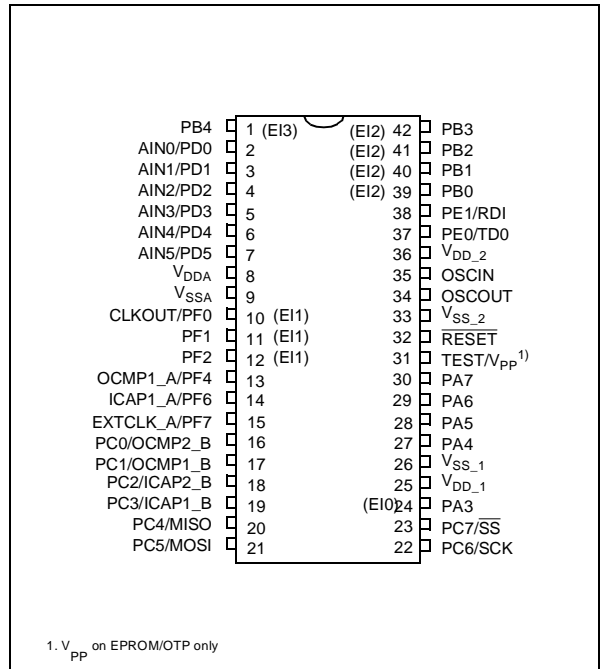 PB4 1 (EI3) (EI2) 42 PB3
AIN0/PD0 2 (EI2) 41 PB2
AIN1/PD1 3 (EI2) 40 PB1
AIN2/PD2 4 (EI2) 39 PB0
AIN3/PD3 5 38 PE1/RDI
AIN4/PD4 6 37 PE0/TD0
AIN5/PD5 7 36 VDD_2
VDDA 8 35 OSCIN
VSSA 9 34 OSCOUT
CLKOUT/PF0 10 (EI1) 33 VSS_2
PF1 11 (EI1) 32 RESET
PF2 12 (EI1) 31 TEST/VPP1)
OCMP1_A/PF4 13 30 PA7
ICAP1_A/PF6 14 29 PA6
EXTCLK_A/PF7 15 28 PA5
PC0/OCMP2_B 16 27 PA4
PC1/OCMP1_B 17 26 VSS_1
PC2/ICAP2_B 18 25 VDD_1
PC3/ICAP1_B 19 (EI0) 24 PA3
PC4/MISO 20 23 PC7/SS
PC5/MOSI 21 22 PC6/SCK
1. VPP on EPROM/OTP only